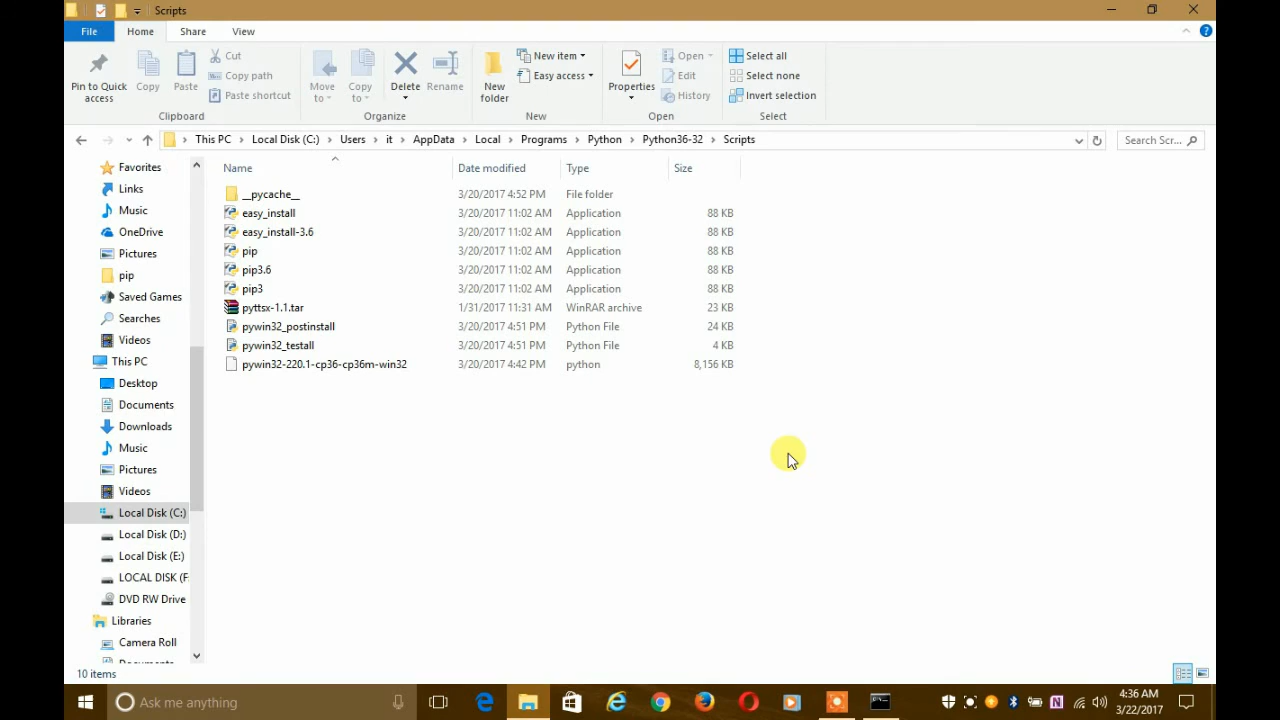 Scripts
File Home Share View
Pin to Quick access
Copy
Paste
Cut
Copy path
Paste shortcut
Clipboard
Move to
Copy to
Delete
Rename
Organize
New folder
New item
Easy access
New
Properties
Open
Edit
History
Open
Select all
Select none
Invert selection
Select
This PC Local Disk (C:) Users it AppData Local Programs Python Python36-32 Scripts
Search Scr...
Favorites
Links
Music
OneDrive
Pictures
pip
Saved Games
Searches
Videos
This PC
Desktop
Documents
Downloads
Music
Pictures
Videos
Local Disk (C:)
Local Disk (D:)
Local Disk (E:)
LOCAL DISK (F:
DVD RW Drive
Libraries
Camera Roll
Documents
Name Date modified Type Size
__pycache__ 3/20/2017 4:52 PM File folder
easy_install 3/20/2017 11:02 AM Application 88 KB
easy_install-3.6 3/20/2017 11:02 AM Application 88 KB
pip 3/20/2017 11:02 AM Application 88 KB
pip3.6 3/20/2017 11:02 AM Application 88 KB
pip3 3/20/2017 11:02 AM Application 88 KB
pyttsx-1.1.tar 1/31/2017 11:31 AM WinRAR archive 23 KB
pywin32_postinstall 3/20/2017 4:51 PM Python File 24 KB
pywin32_testall 3/20/2017 4:51 PM Python File 4 KB
pywin32-220.1-cp36-cp36m-win32 3/20/2017 4:42 PM python 8,156 KB
10 items
Ask me anything
4:36 AM
3/22/2017